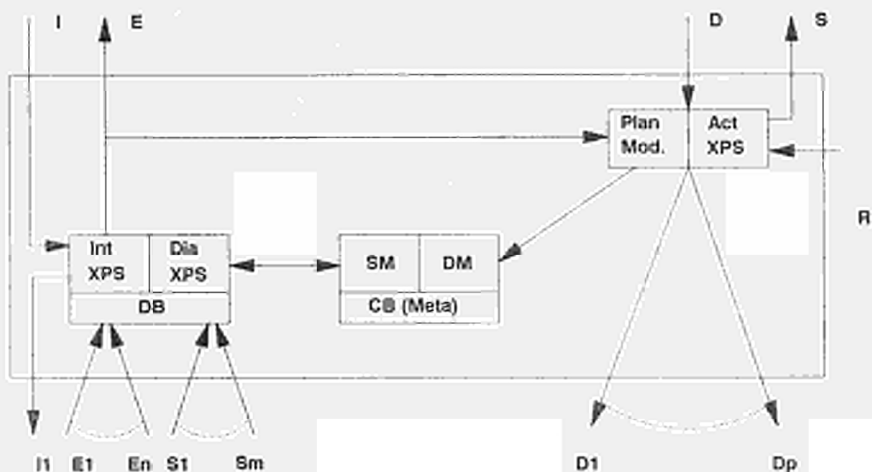 I E D S
Plan Act
Mod. XPS
R
Int Dia
XPS XPS
SM DM
DB
CB (Meta)
I1 E1 En S1 Sm D1 Dp